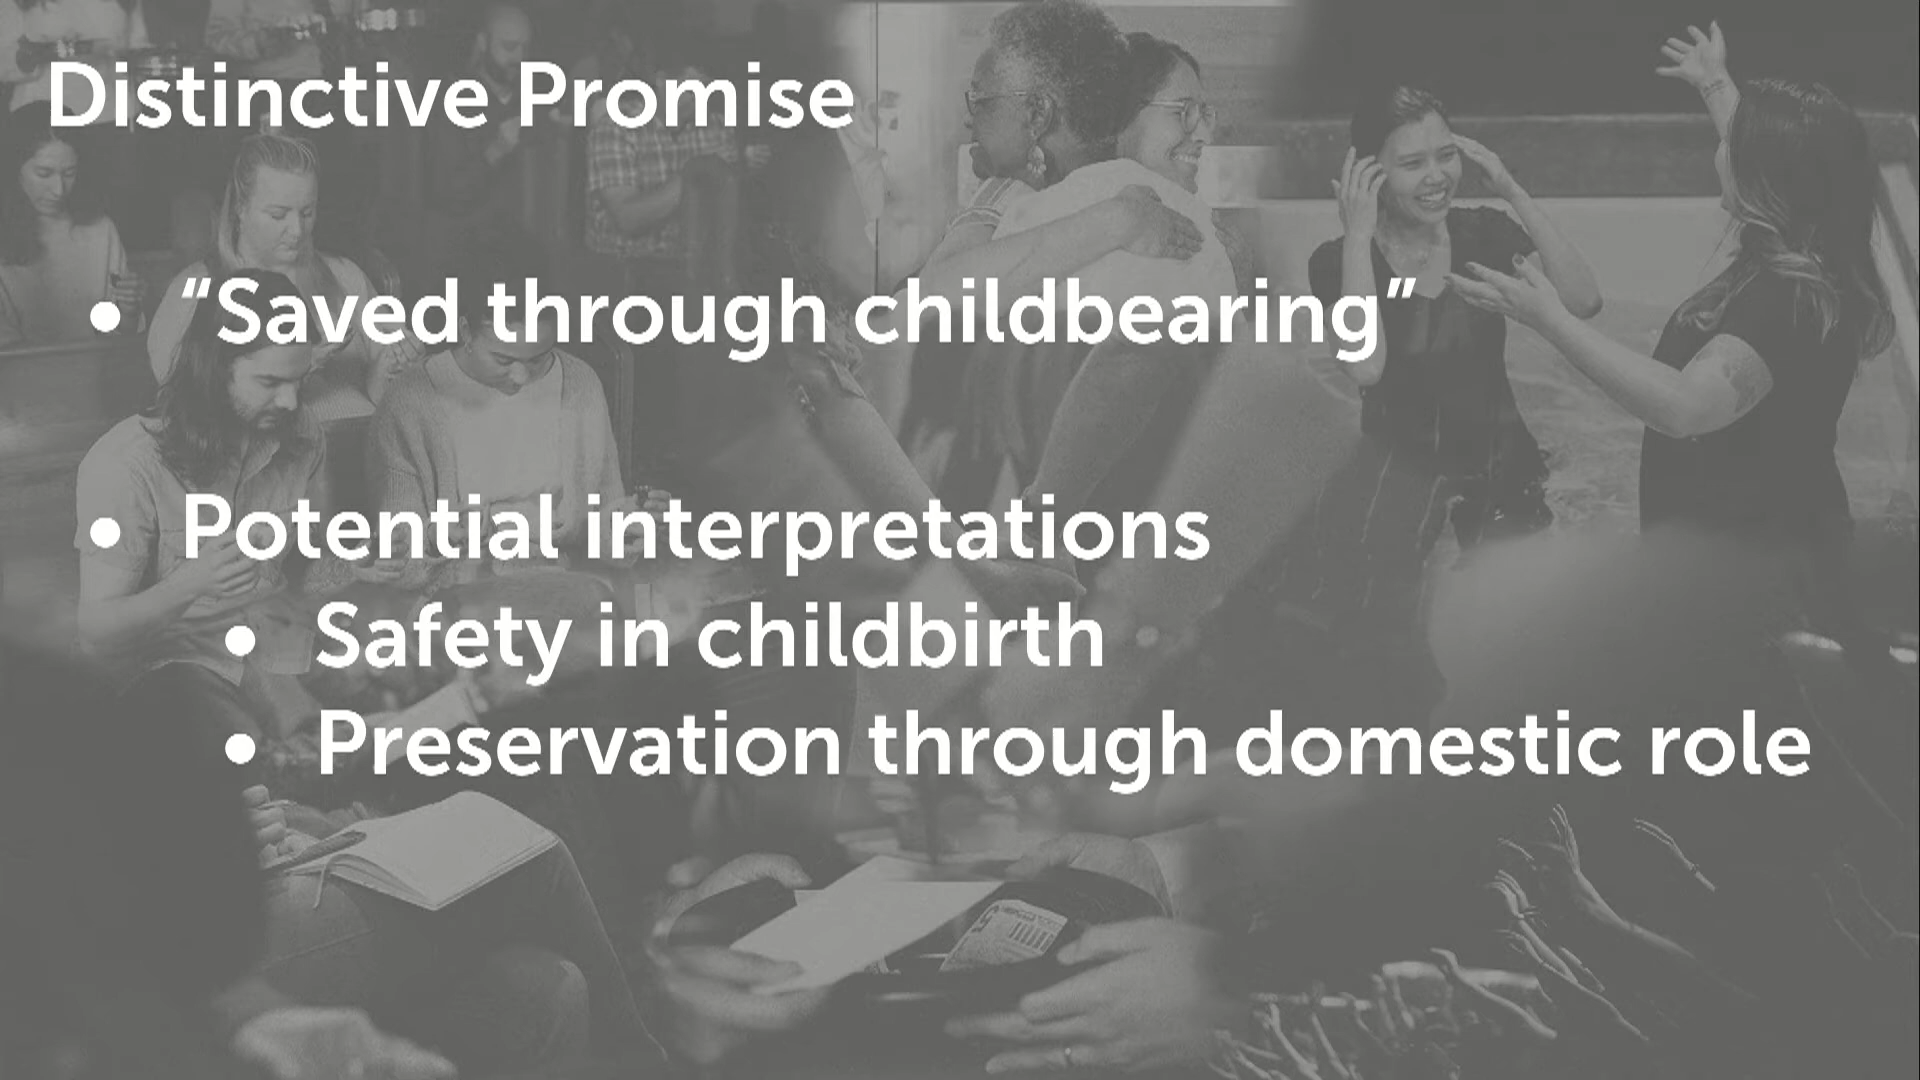 Distinctive Promise
• “Saved through childbearing”
• Potential interpretations
• Safety in childbirth
• Preservation through domestic role